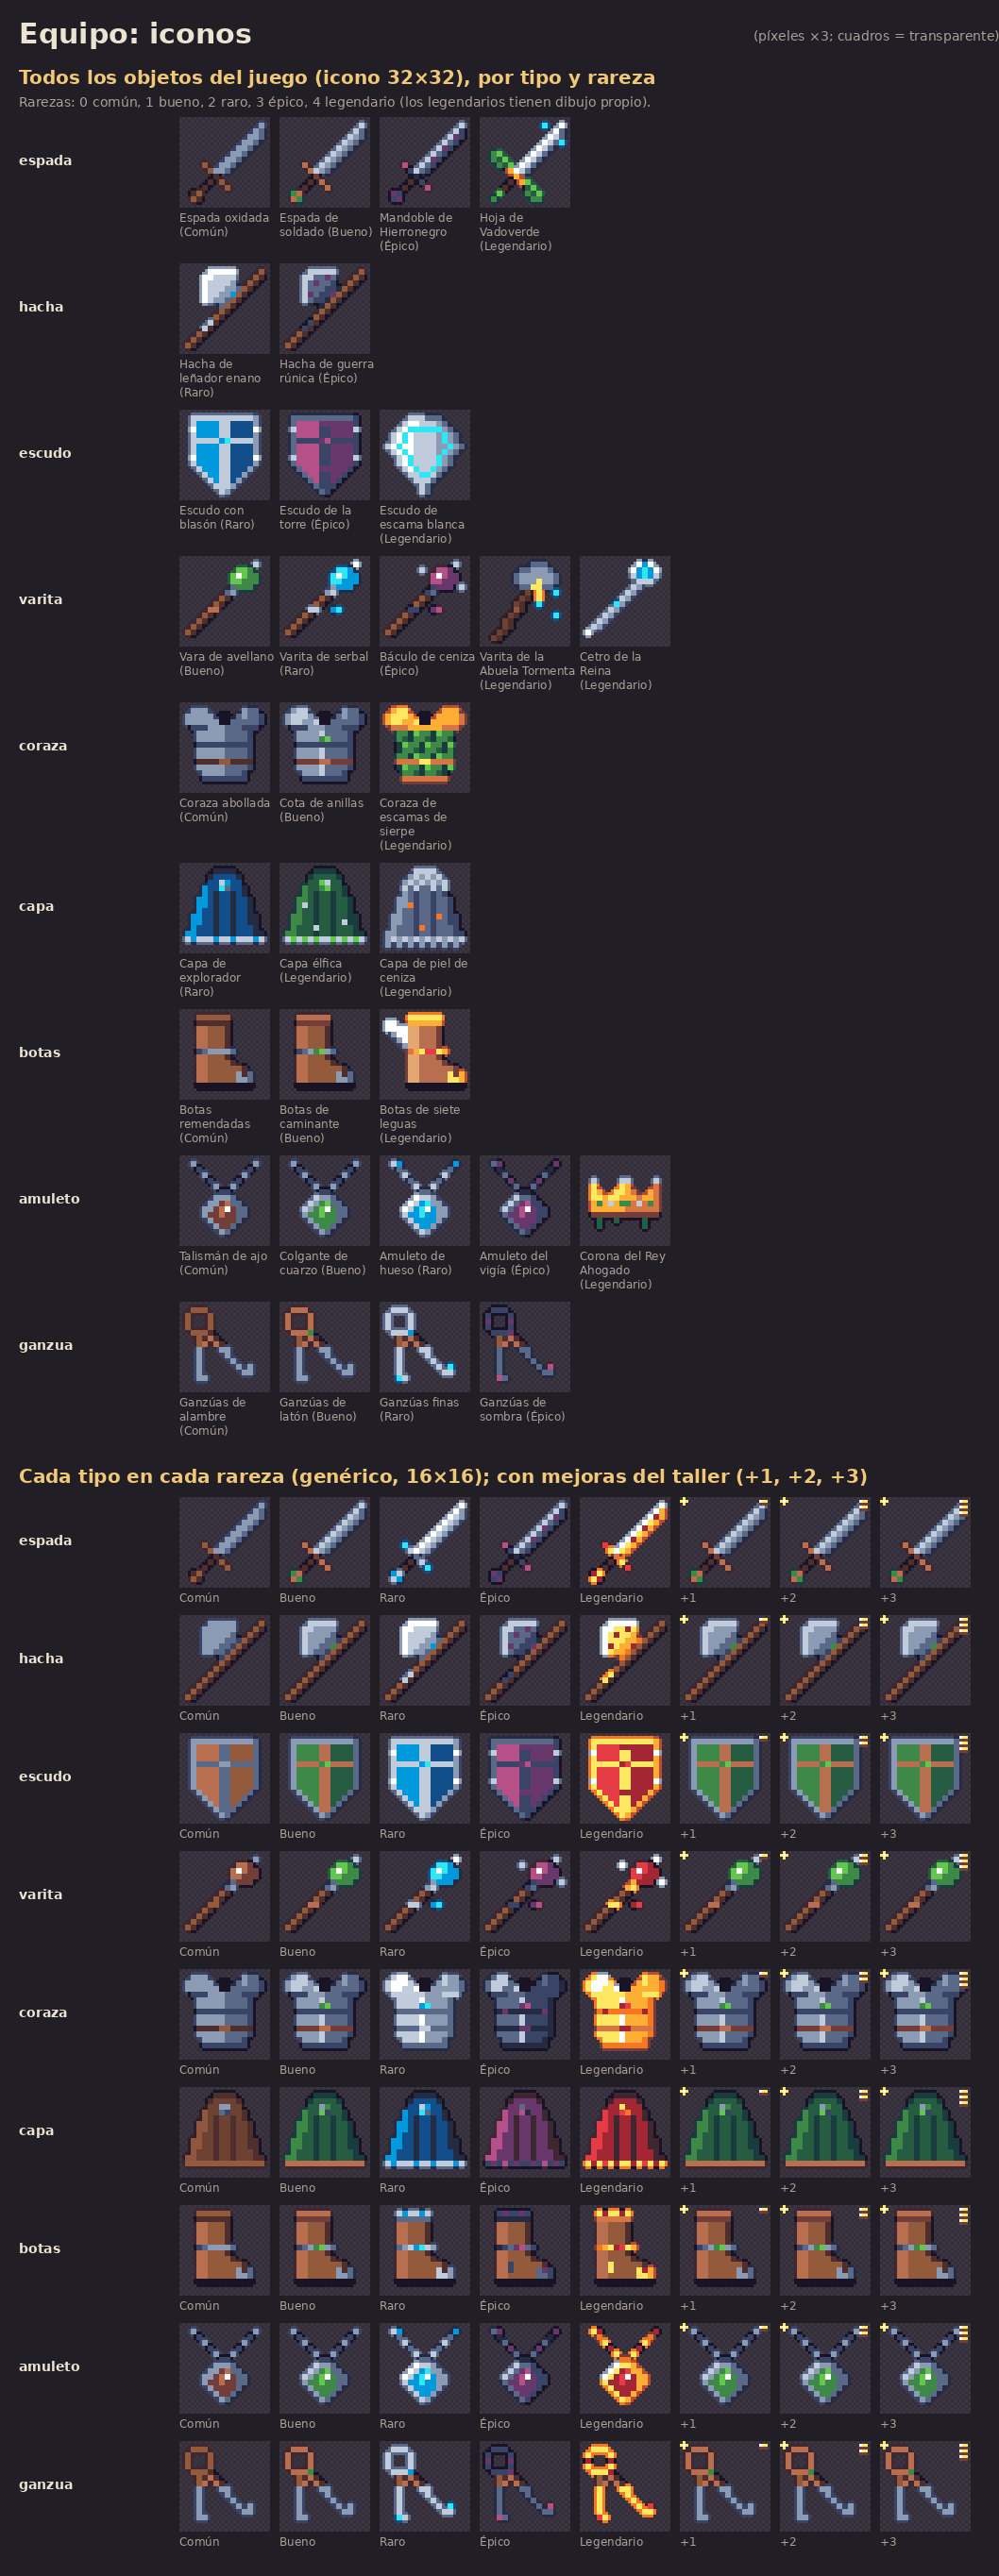 Equipo: iconos
(píxeles ×3; cuadros = transparente)
Todos los objetos del juego (icono 32×32), por tipo y rareza
Rarezas: 0 común, 1 bueno, 2 raro, 3 épico, 4 legendario (los legendarios tienen dibujo propio).
espada
Espada oxidada
(Común)
Espada de
soldado (Bueno)
Mandoble de
Hierronegro
(Épico)
Hoja de
Vadoverde
(Legendario)
hacha
Hacha de
leñador enano
(Raro)
Hacha de guerra
rúnica (Épico)
escudo
Escudo con
blasón (Raro)
Escudo de la
torre (Épico)
Escudo de
escama blanca
(Legendario)
varita
Vara de avellano
(Bueno)
Varita de serbal
(Raro)
Báculo de ceniza
(Épico)
Varita de la
Abuela Tormenta
(Legendario)
Cetro de la
Reina
(Legendario)
coraza
Coraza abollada
(Común)
Cota de anillas
(Bueno)
Coraza de
escamas de
sierpe
(Legendario)
capa
Capa de
explorador
(Raro)
Capa élfica
(Legendario)
Capa de piel de
ceniza
(Legendario)
botas
Botas
remendadas
(Común)
Botas de
caminante
(Bueno)
Botas de siete
leguas
(Legendario)
amuleto
Talismán de ajo
(Común)
Colgante de
cuarzo (Bueno)
Amuleto de
hueso (Raro)
Amuleto del
vigía (Épico)
Corona del Rey
Ahogado
(Legendario)
ganzua
Ganzúas de
alambre
(Común)
Ganzúas de
latón (Bueno)
Ganzúas finas
(Raro)
Ganzúas de
sombra (Épico)
Cada tipo en cada rareza (genérico, 16×16); con mejoras del taller (+1, +2, +3)
espada
Común Bueno Raro Épico Legendario +1 +2 +3
hacha
Común Bueno Raro Épico Legendario +1 +2 +3
escudo
Común Bueno Raro Épico Legendario +1 +2 +3
varita
Común Bueno Raro Épico Legendario +1 +2 +3
coraza
Común Bueno Raro Épico Legendario +1 +2 +3
capa
Común Bueno Raro Épico Legendario +1 +2 +3
botas
Común Bueno Raro Épico Legendario +1 +2 +3
amuleto
Común Bueno Raro Épico Legendario +1 +2 +3
ganzua
Común Bueno Raro Épico Legendario +1 +2 +3